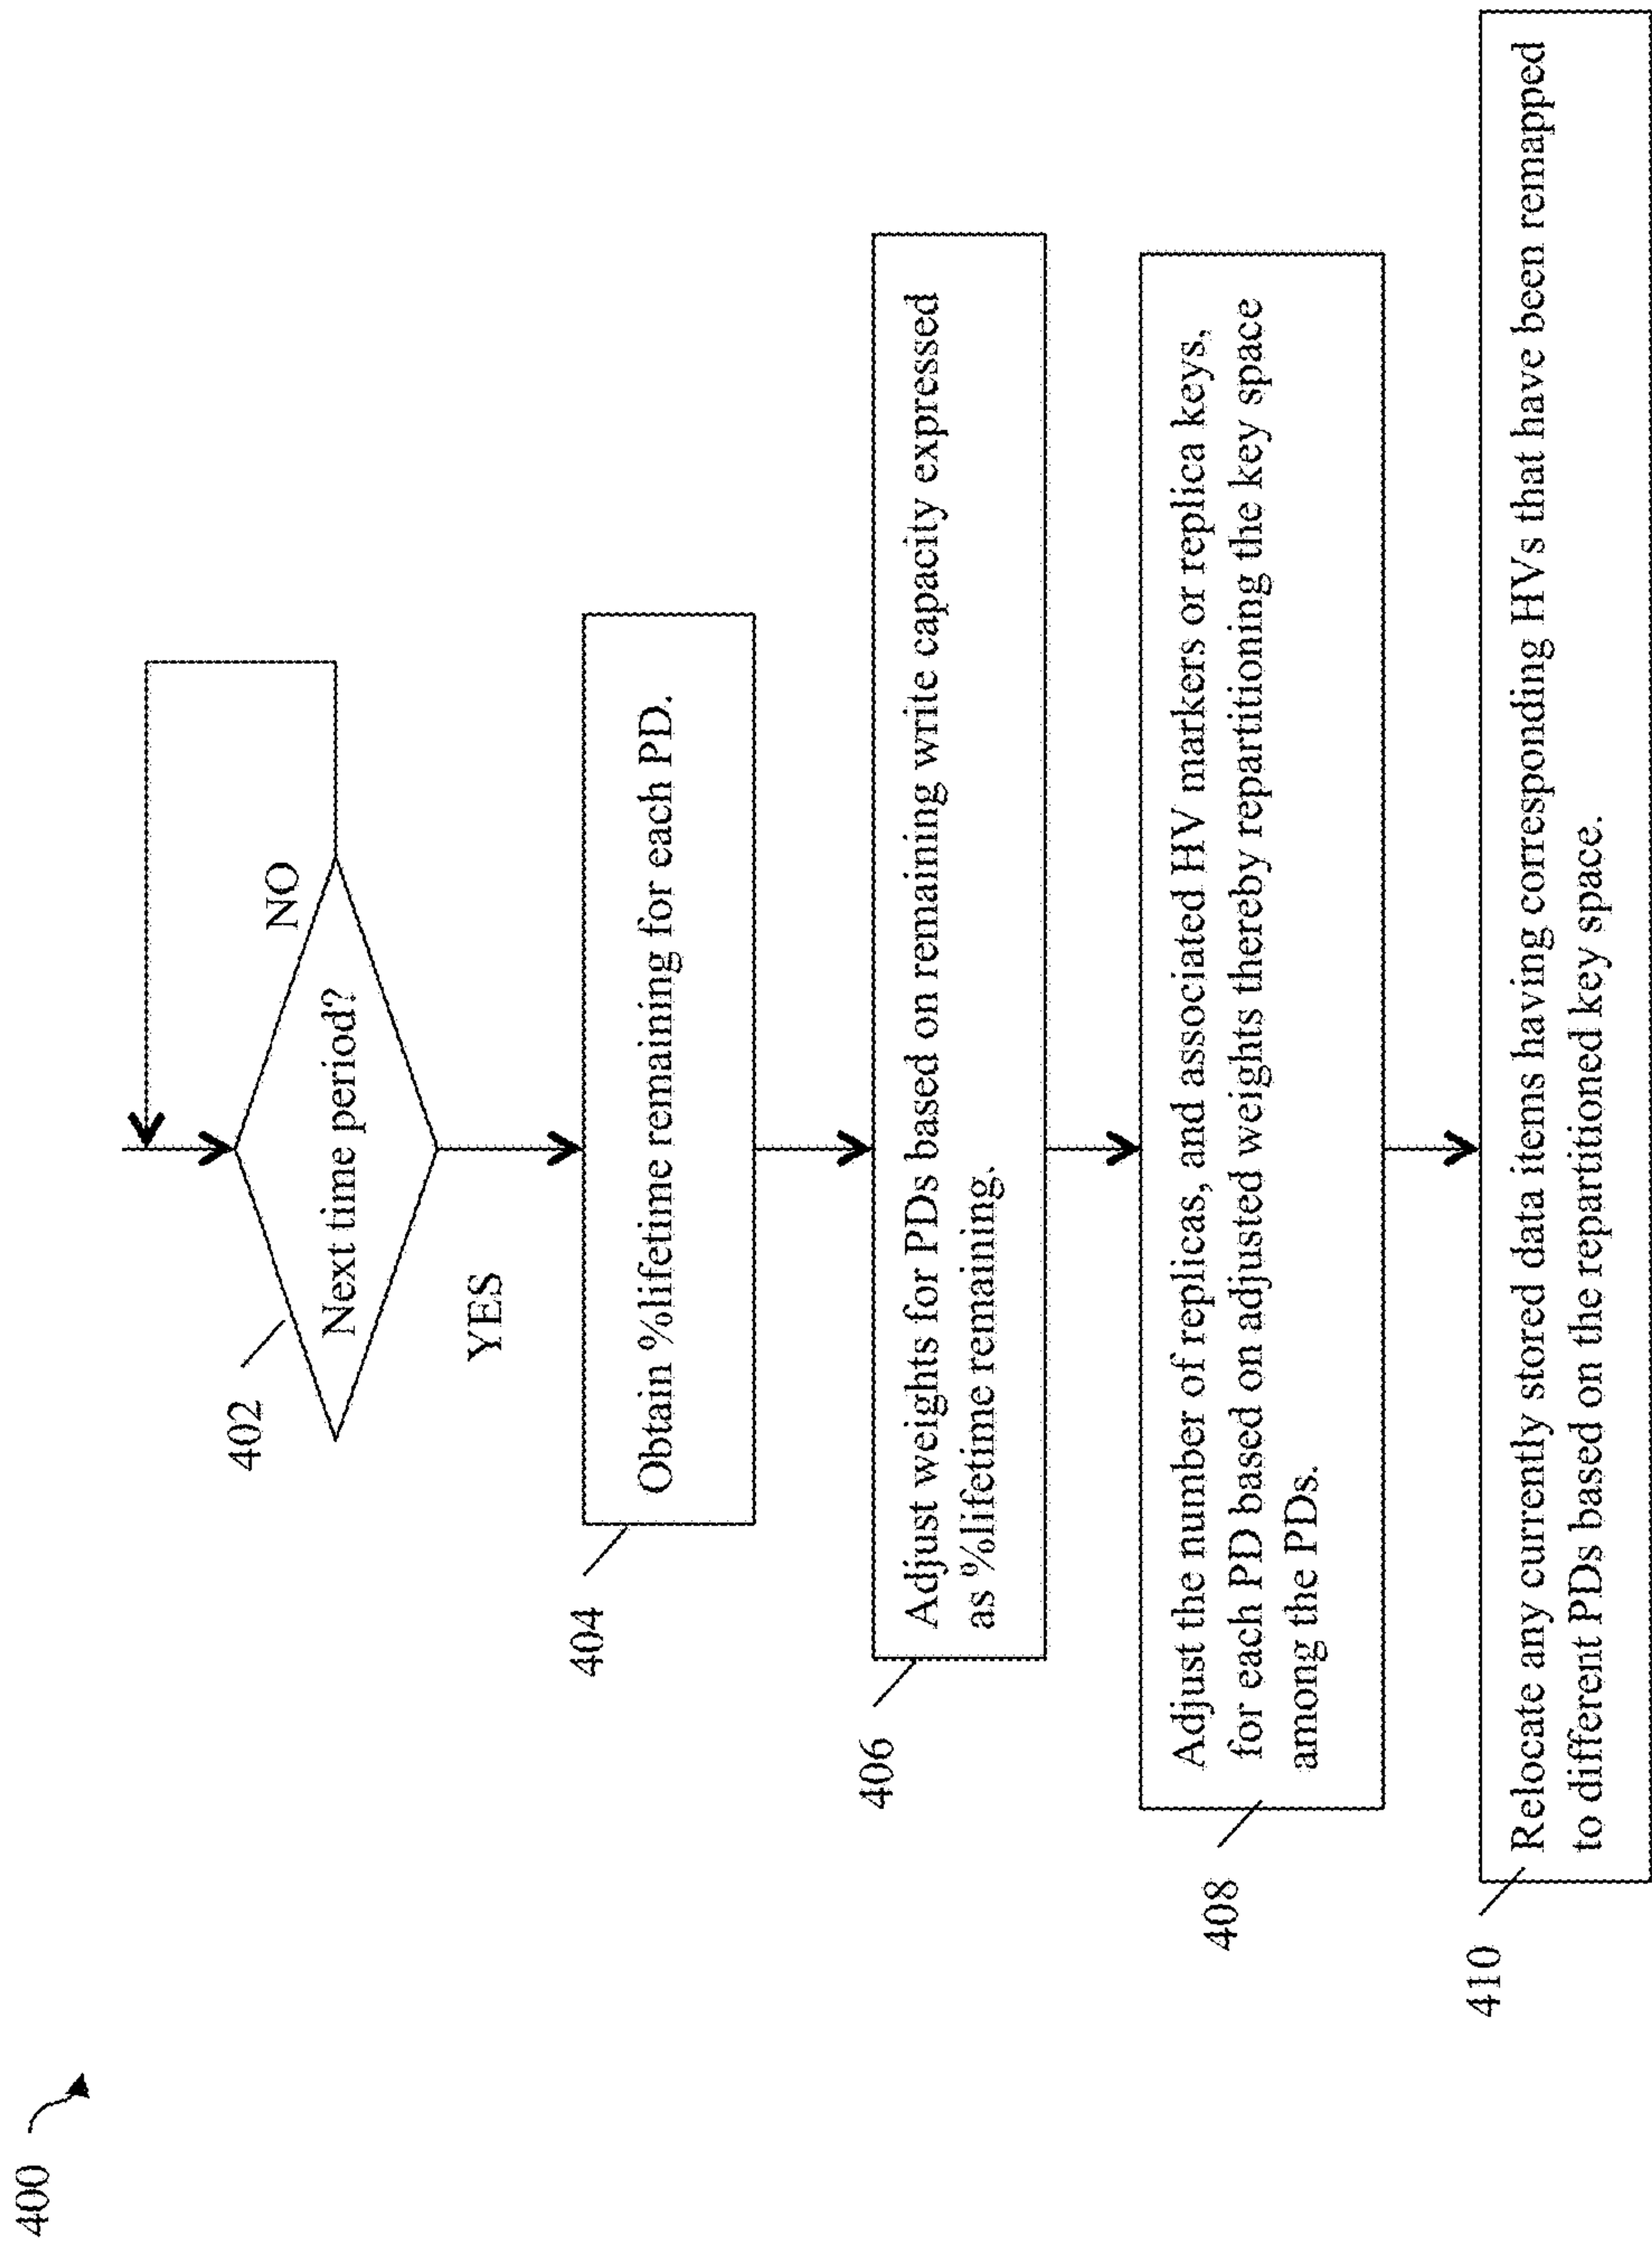 400
402
Next time period?
NO
YES
404
Obtain %lifetime remaining for each PD.
406
Adjust weights for PDs based on remaining write capacity expressed
as %lifetime remaining.
408
Adjust the number of replicas, and associated HV markers or replica keys,
for each PD based on adjusted weights thereby repartitioning the key space
among the PDs.
410
Relocate any currently stored data items having corresponding HVs that have been remapped
to different PDs based on the repartitioned key space.